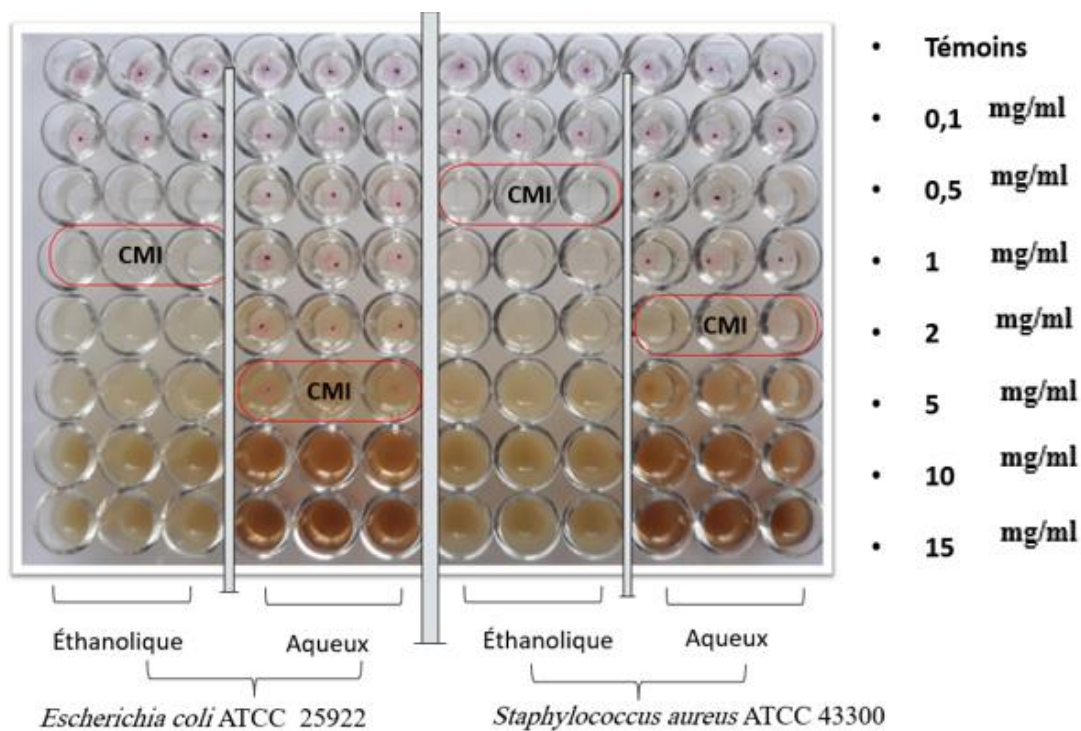 • Témoins
• 0,1 mg/ml
• 0,5 mg/ml
• 1 mg/ml
• 2 mg/ml
• 5 mg/ml
• 10 mg/ml
• 15 mg/ml
CMI
CMI
CMI
CMI
Éthanolique Aqueux Éthanolique Aqueux
Escherichia coli ATCC 25922 Staphylococcus aureus ATCC 43300